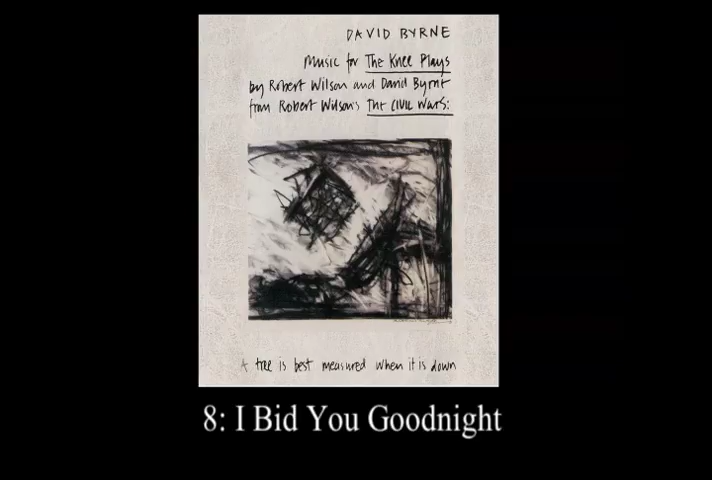 DAVID BYRNE
Music for The Knee Plays
by Robert Wilson and David Byrne
from Robert Wilson's The CIVIL WarS:
A tree is best measured when it is down
8: I Bid You Goodnight